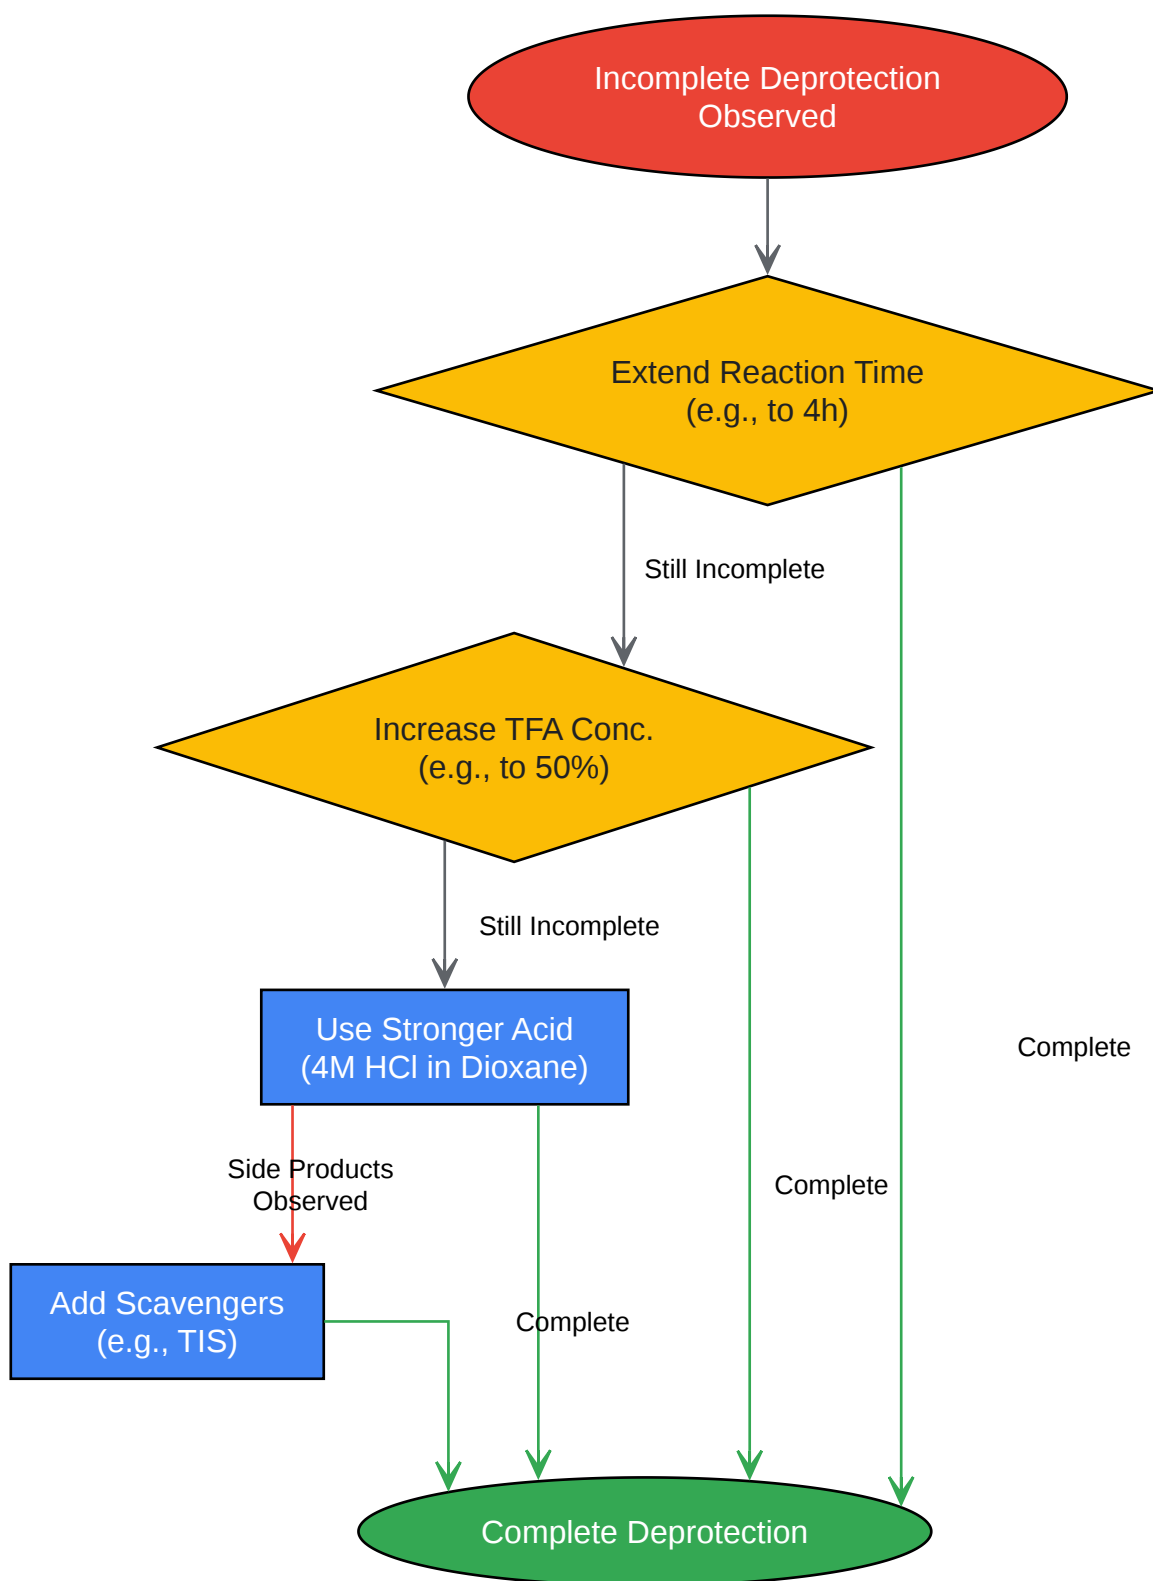 Incomplete Deprotection
Observed
Extend Reaction Time
(e.g., to 4h)
Still Incomplete
Increase TFA Conc.
(e.g., to 50%)
Still Incomplete
Use Stronger Acid
(4M HCl in Dioxane)
Complete
Side Products
Observed
Complete
Add Scavengers
(e.g., TIS)
Complete
Complete Deprotection